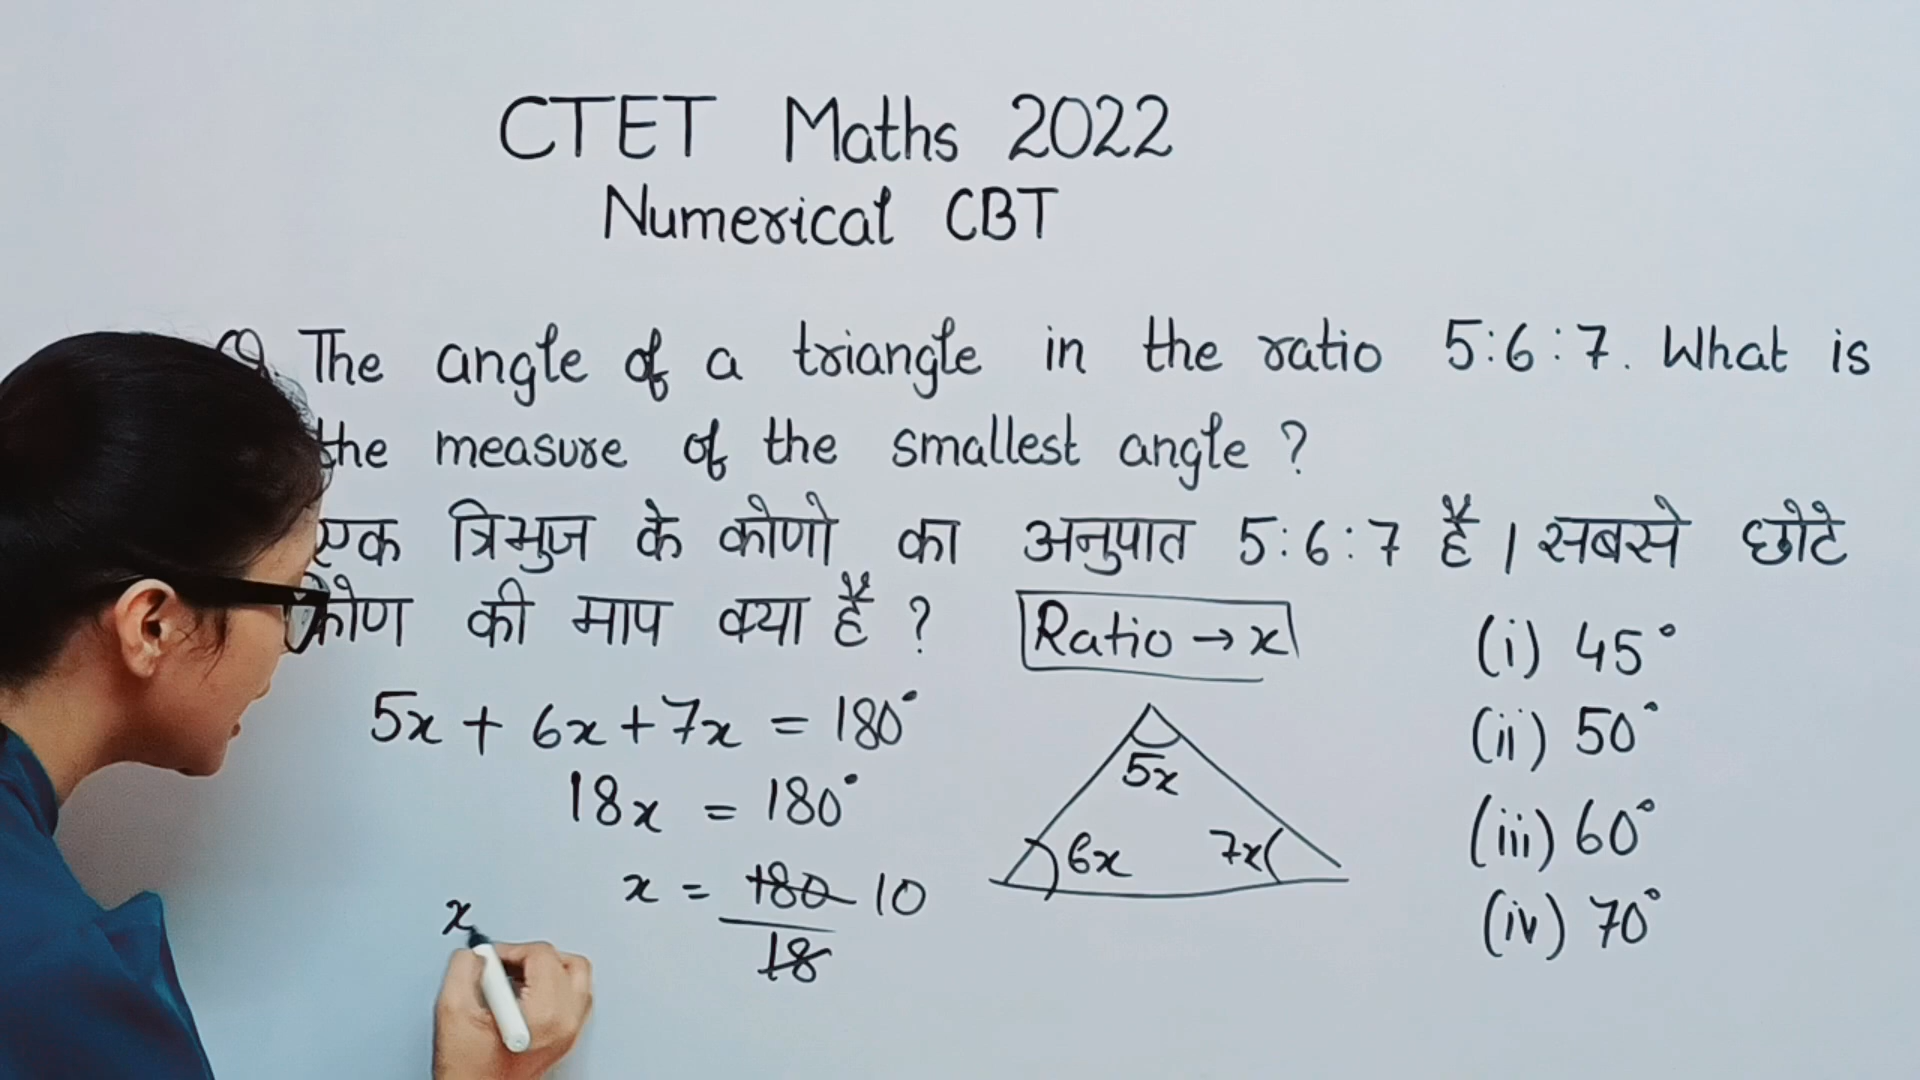 CTET Maths 2022
Numerical CBT
Q. The angle of a triangle in the ratio 5:6:7. What is
the measure of the smallest angle ?
एक त्रिभुज के कोणो का अनुपात 5:6:7 है । सबसे छोटे
कोण की माप क्या है ?
Ratio → x
(i) 45°
(ii) 50°
(iii) 60°
(iv) 70°
5x + 6x + 7x = 180°
18x = 180°
x = 180 10
18
x
5x
6x 7x